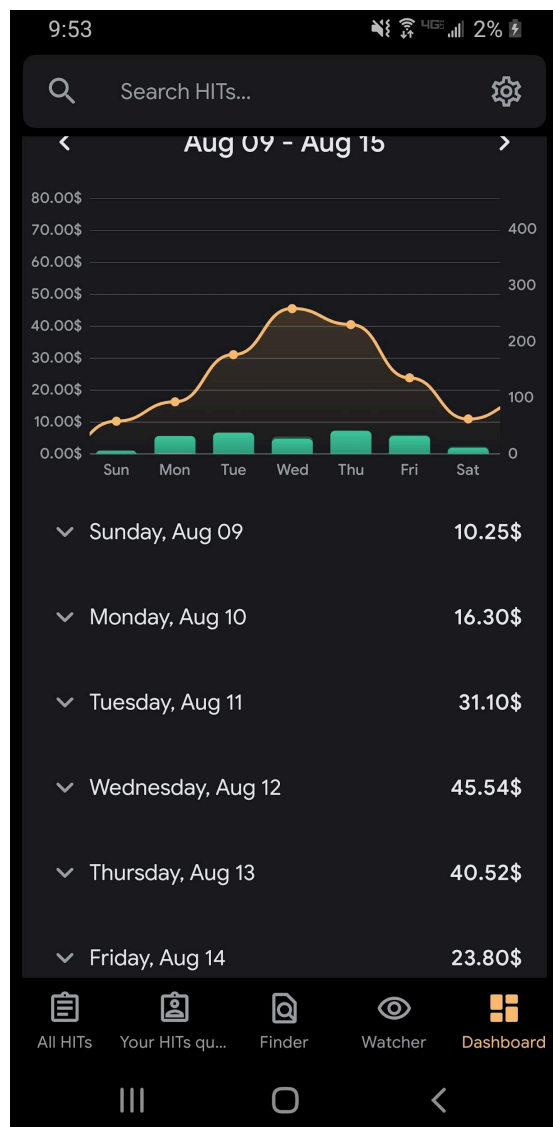 9:53 4G 2%
Search HITs...
Aug 09 - Aug 15
80.00$
70.00$ 400
60.00$
50.00$ 300
40.00$ 200
30.00$
20.00$ 100
10.00$
0.00$ 0
Sun Mon Tue Wed Thu Fri Sat
Sunday, Aug 09 10.25$
Monday, Aug 10 16.30$
Tuesday, Aug 11 31.10$
Wednesday, Aug 12 45.54$
Thursday, Aug 13 40.52$
Friday, Aug 14 23.80$
All HITs Your HITs qu... Finder Watcher Dashboard